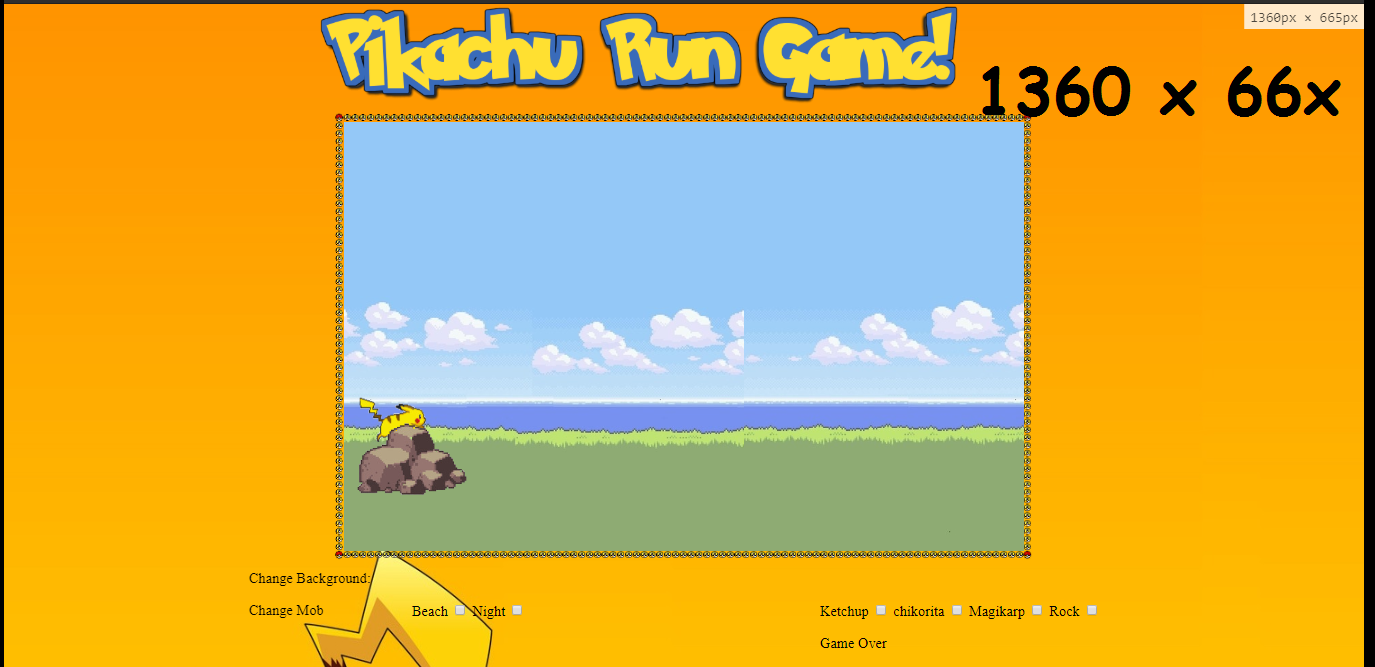 1360px × 665px
Pikachu Run Game!
1360 x 66x
Change Background:
Change Mob
Beach Night
Ketchup chikorita Magikarp Rock
Game Over